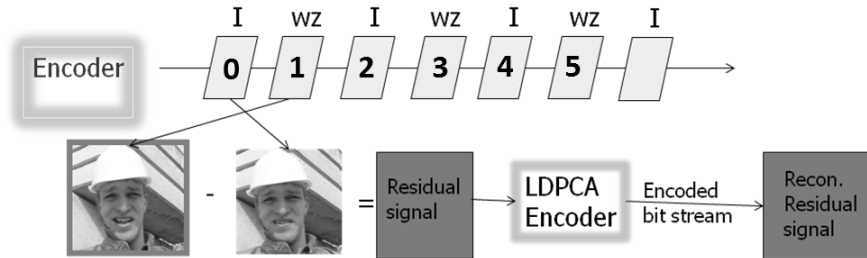 I wz I wz I wz I
Encoder
0 1 2 3 4 5
-
=
Residual
signal
LDPCA
Encoder
Encoded
bit stream
Recon.
Residual
signal